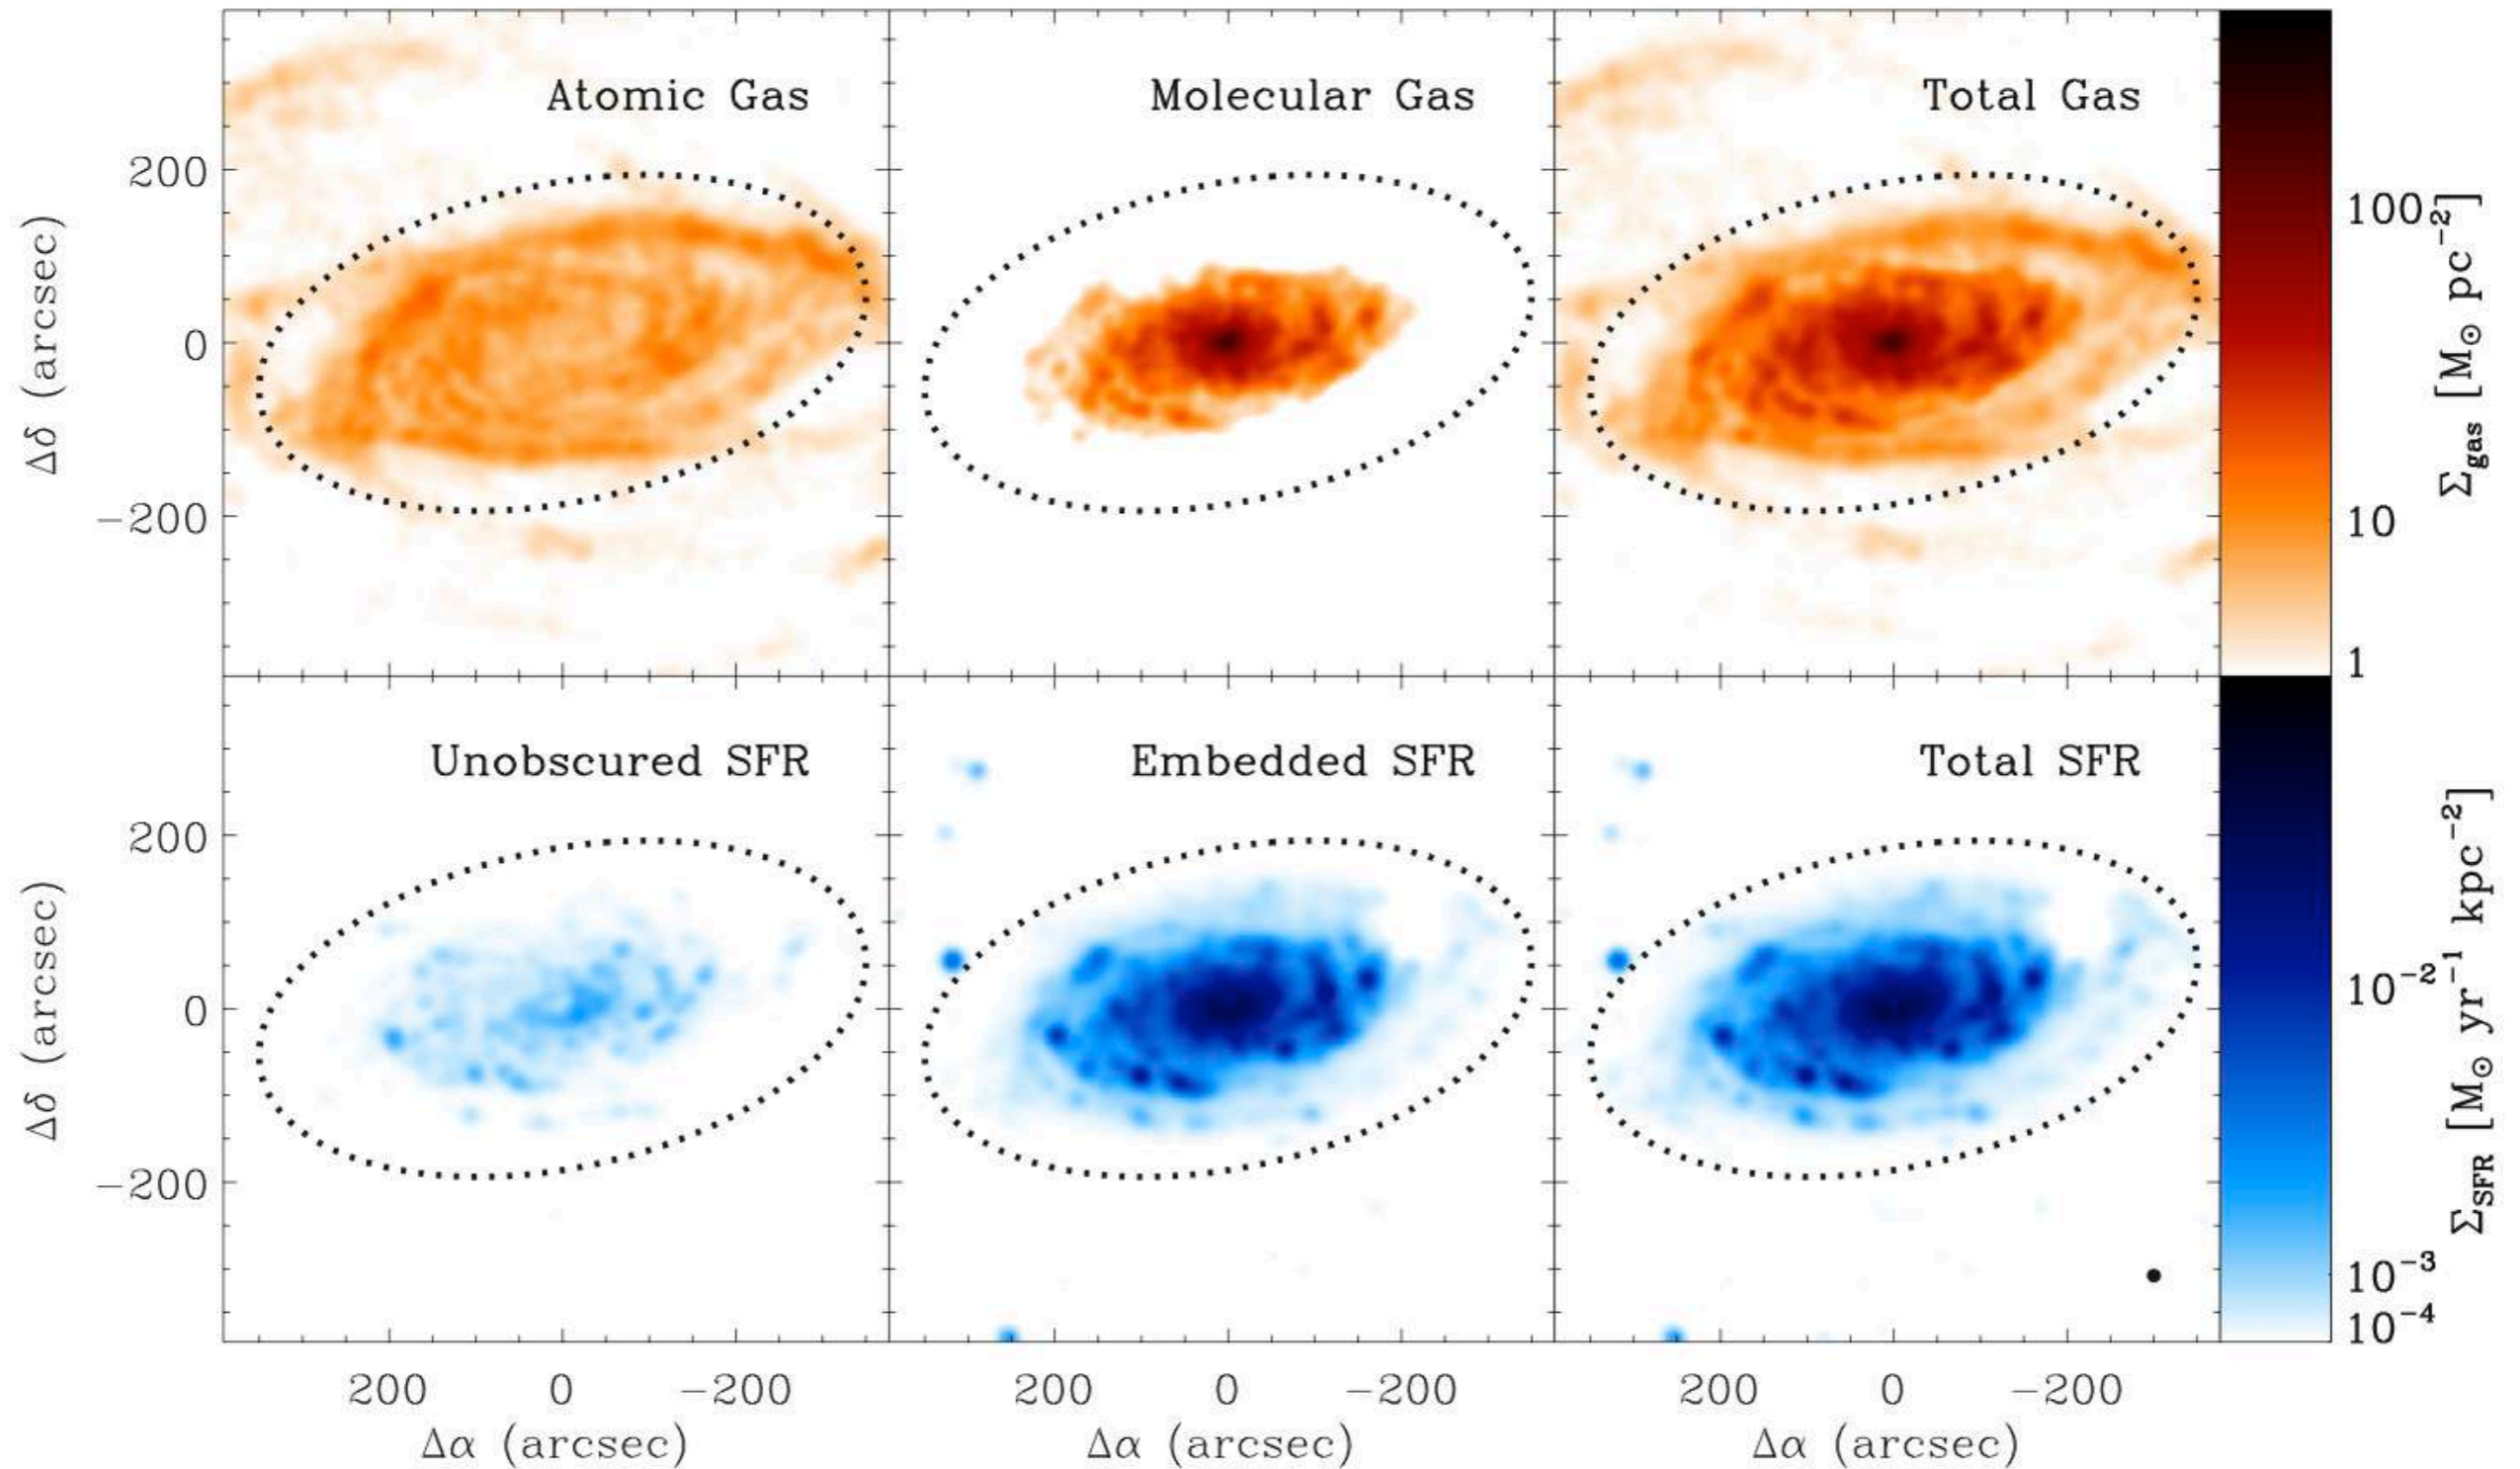 Atomic Gas
Molecular Gas
Total Gas
200
0
−200
Δδ (arcsec)
100
10
1
Σgas [M⊙ pc⁻²]
Unobscured SFR
Embedded SFR
Total SFR
200
0
−200
Δδ (arcsec)
10⁻²
10⁻³
10⁻⁴
ΣSFR [M⊙ yr⁻¹ kpc⁻²]
200 0 −200
200 0 −200
200 0 −200
Δα (arcsec)
Δα (arcsec)
Δα (arcsec)